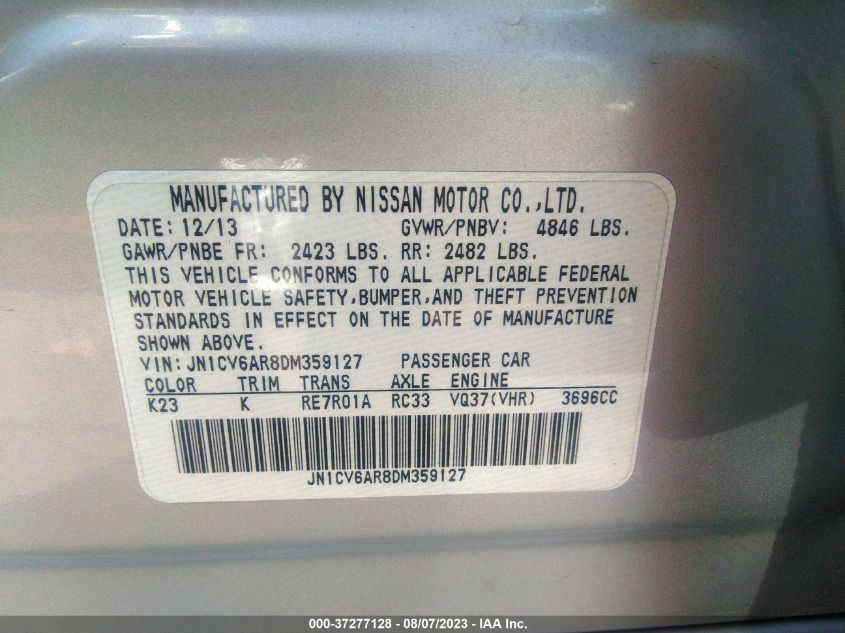 MANUFACTURED BY NISSAN MOTOR CO.,LTD.
DATE: 12/13 GVWR/PNBV: 4846 LBS.
GAWR/PNBE FR: 2423 LBS. RR: 2482 LBS.
THIS VEHICLE CONFORMS TO ALL APPLICABLE FEDERAL
MOTOR VEHICLE SAFETY,BUMPER,AND THEFT PREVENTION
STANDARDS IN EFFECT ON THE DATE OF MANUFACTURE
SHOWN ABOVE.
VIN:JN1CV6AR8DM359127 PASSENGER CAR
COLOR TRIM TRANS AXLE ENGINE
K23 K RE7R01A RC33 VQ37(VHR) 3696CC
JN1CV6AR8DM359127
000-37277128 - 08/07/2023 - IAA Inc.